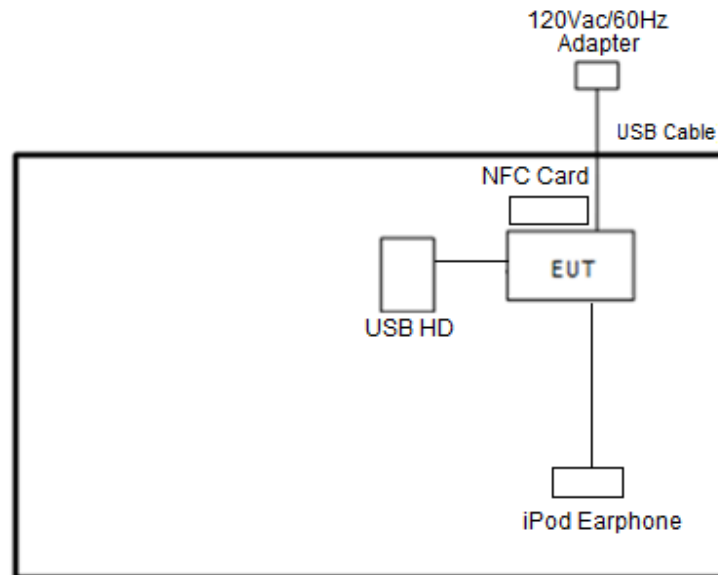 120Vac/60Hz
Adapter
USB Cable
NFC Card
EUT
USB HD
iPod Earphone